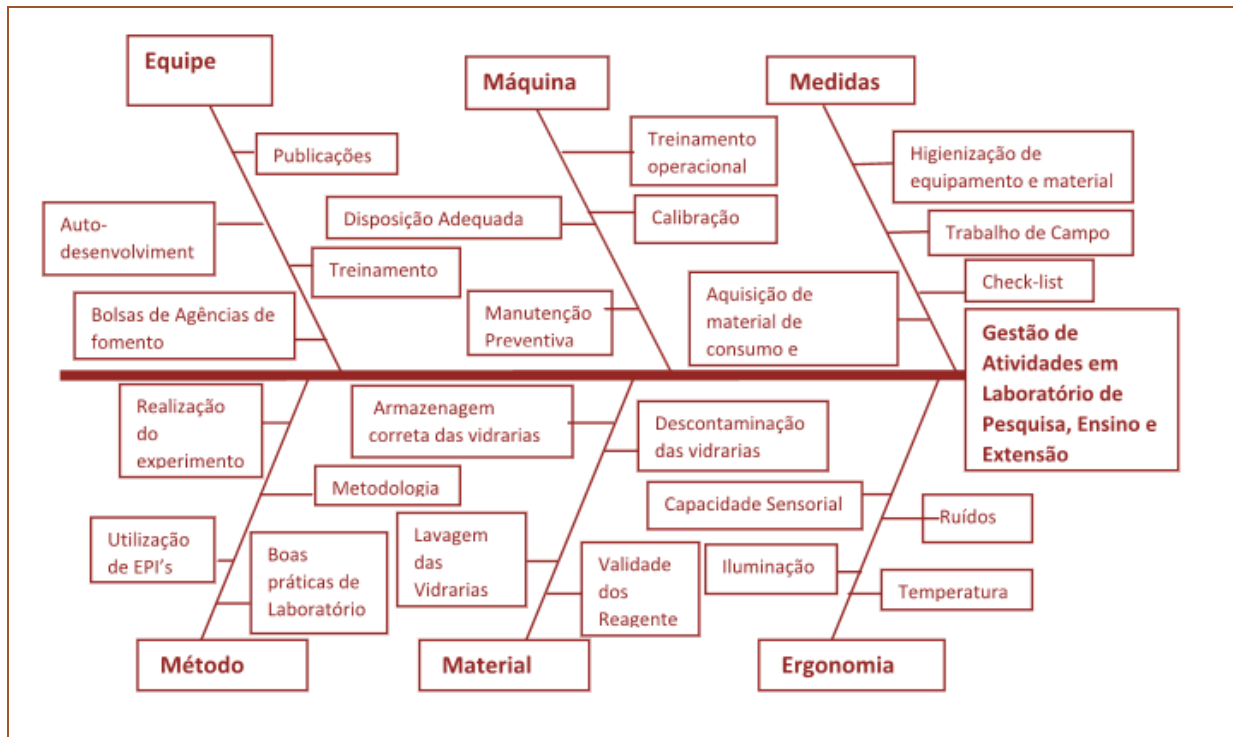 Equipe
Máquina
Medidas
Publicações
Auto-
desenvolviment
Treinamento
Bolsas de Agências de
fomento
Treinamento
operacional
Disposição Adequada
Calibração
Manutenção
Preventiva
Higienização de
equipamento e material
Trabalho de Campo
Check-list
Aquisição de
material de
consumo e
Gestão de
Atividades em
Laboratório de
Pesquisa, Ensino e
Extensão
Realização
do
experimento
Metodologia
Utilização
de EPI’s
Boas
práticas de
Laboratório
Armazenagem
correta das vidrarias
Descontaminação
das vidrarias
Lavagem
das
Vidrarias
Validade
dos
Reagente
Capacidade Sensorial
Ruídos
Iluminação
Temperatura
Método
Material
Ergonomia